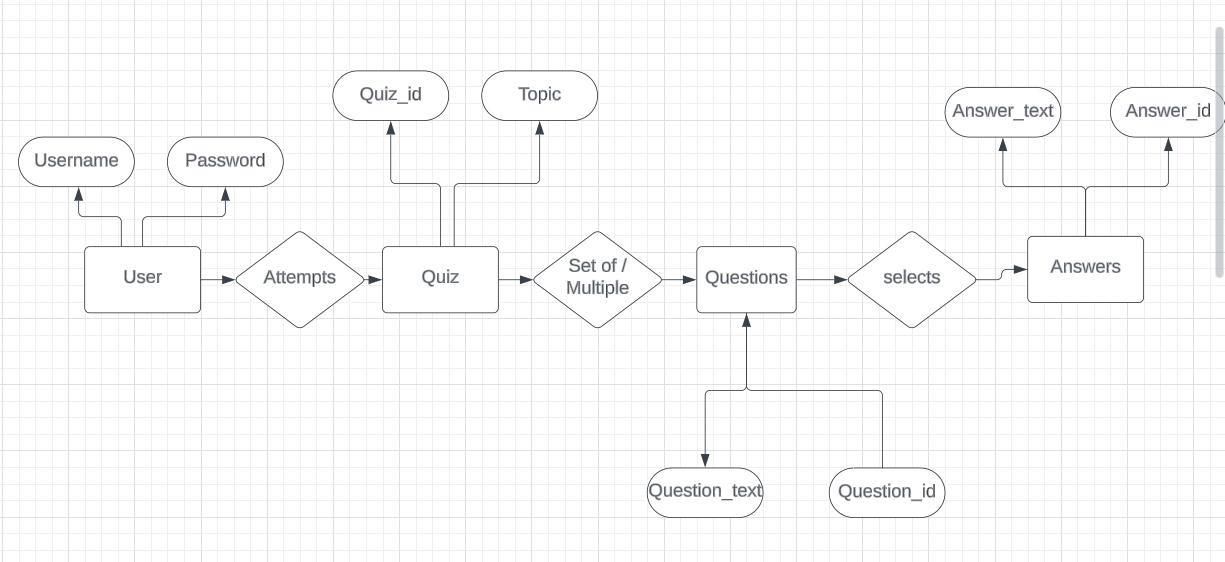 Quiz_id
Topic
Answer_text
Answer_id
Username
Password
User
Attempts
Quiz
Set of /
Multiple
Questions
selects
Answers
Question_text
Question_id